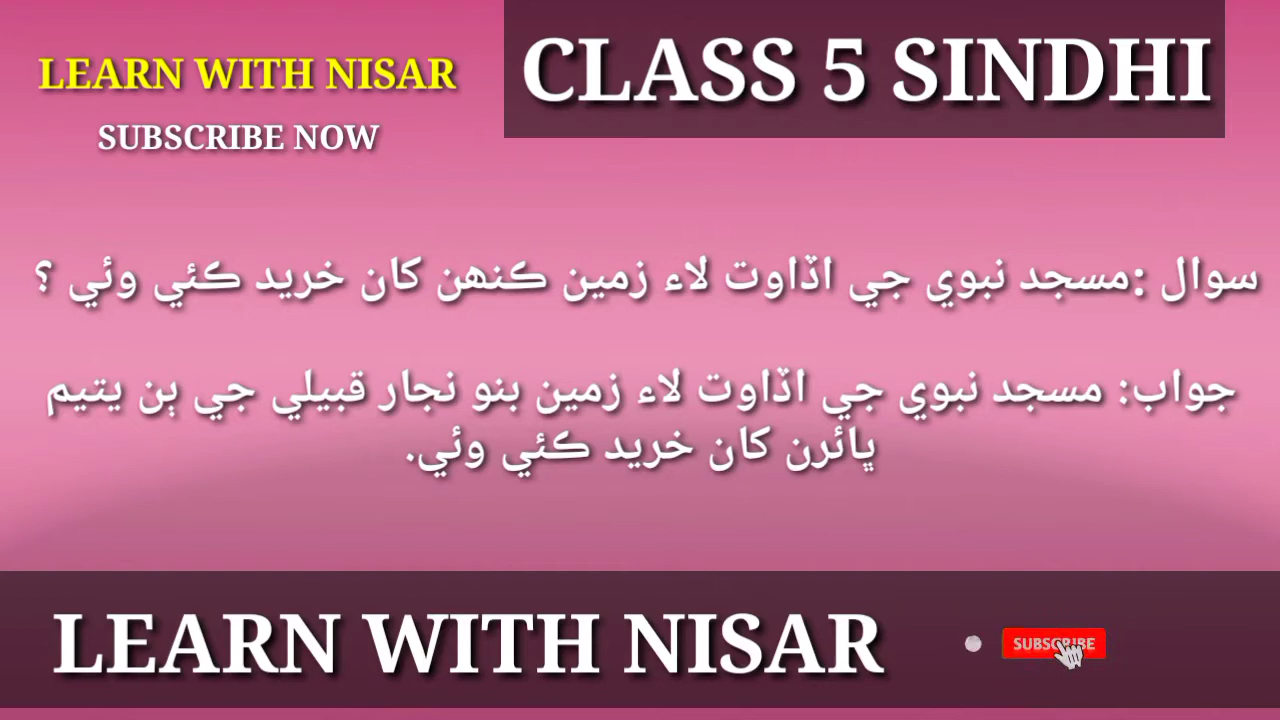 LEARN WITH NISAR
SUBSCRIBE NOW
CLASS 5 SINDHI
سوال :مسجد نبوي جي اڏاوت لاء زمين ڪنهن کان خريد ڪئي وئي ؟
جواب: مسجد نبوي جي اڏاوت لاء زمين بنو نجار قبيلي جي ٻن يتيم
ڀائرن کان خريد ڪئي وئي.
LEARN WITH NISAR
SUBSCRIBE